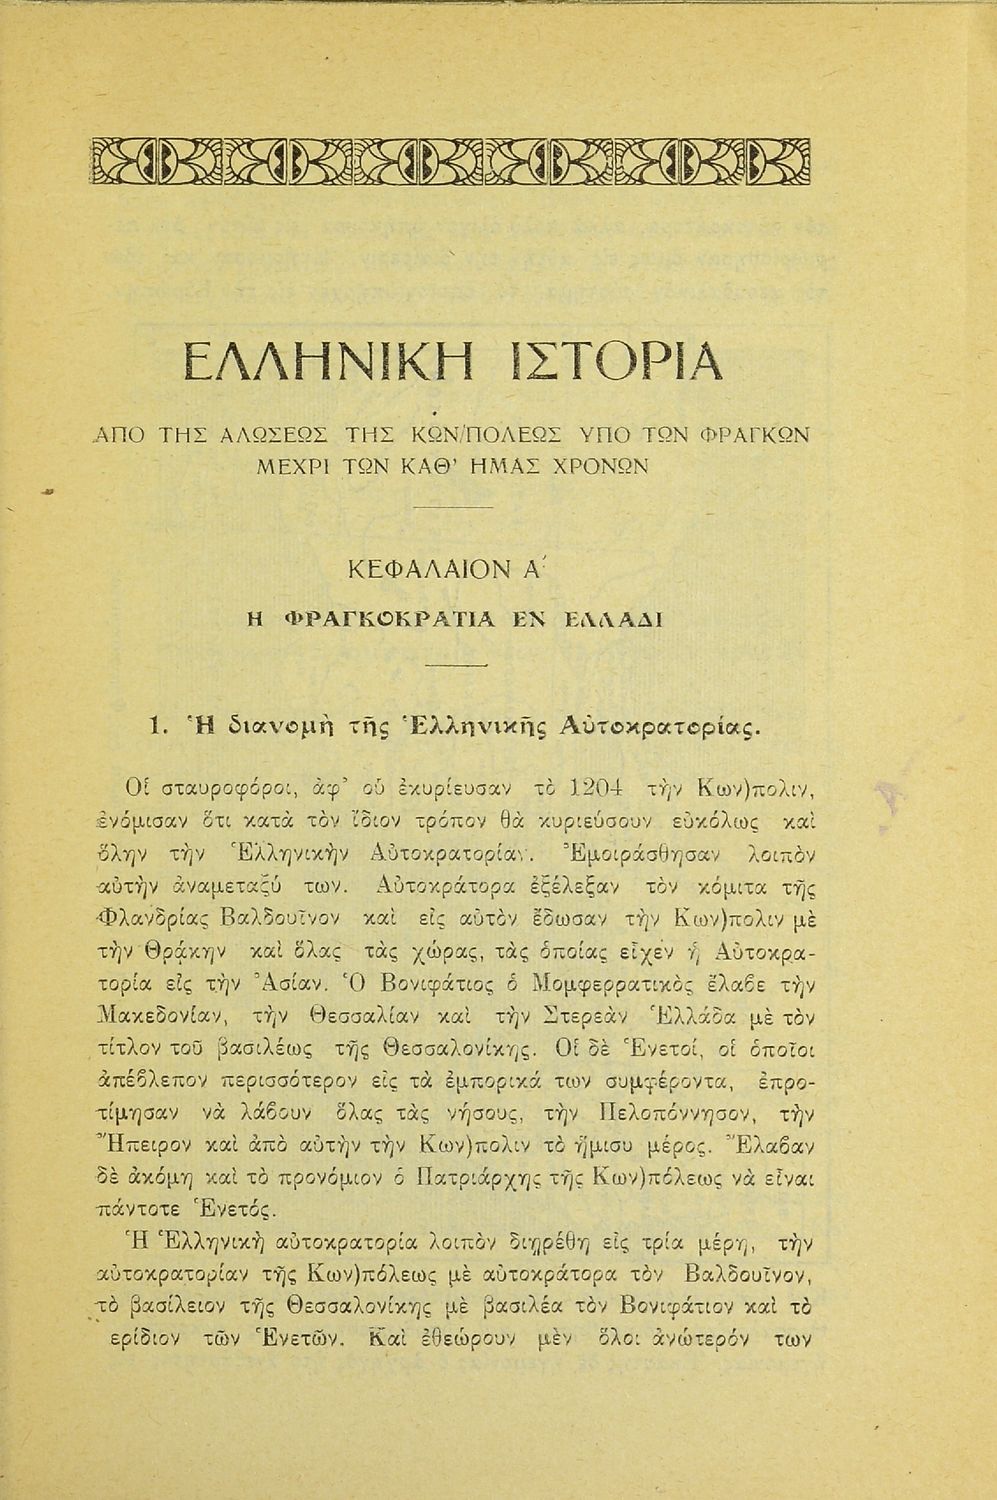 ΕΛΛΗΝΙΚΗ ΙΣΤΟΡΙΑ
ΑΠΟ ΤΗΣ ΑΛΩΣΕΩΣ ΤΗΣ ΚΩΝ/ΠΟΛΕΩΣ ΥΠΟ ΤΩΝ ΦΡΑΓΚΩΝ
ΜΕΧΡΙ ΤΩΝ ΚΑΘ' ΗΜΑΣ ΧΡΟΝΩΝ
ΚΕΦΑΛΑΙΟΝ Α΄
Η ΦΡΑΓΚΟΚΡΑΤΙΑ ΕΝ ΕΛΛΑΔΙ
1. Ἡ διανομὴ τῆς Ἑλληνικῆς Αὐτοκρατορίας.
Οἱ σταυροφόροι, ἀφ' οὗ ἐκυρίευσαν τὸ 1204 τὴν Κων)πολιν,
ἐνόμισαν ὅτι κατὰ τὸν ἴδιον τρόπον θὰ κυριεύσουν εὐκόλως καὶ
ὅλην τὴν Ἑλληνικὴν Αὐτοκρατορίαν. Ἐμοιράσθησαν λοιπὸν
αὐτὴν ἀναμεταξύ των. Αὐτοκράτορα ἐξέλεξαν τὸν κόμιτα τῆς
Φλανδρίας Βαλδουῖνον καὶ εἰς αὐτὸν ἔδωσαν τὴν Κων)πολιν μὲ
τὴν Θρᾴκην καὶ ὅλας τὰς χώρας, τὰς ὁποίας εἶχεν ἡ Αὐτοκρα-
τορία εἰς τὴν Ἀσίαν. Ὁ Βονιφάτιος ὁ Μομφερρατικὸς ἔλαβε τὴν
Μακεδονίαν, τὴν Θεσσαλίαν καὶ τὴν Στερεὰν Ἑλλάδα μὲ τὸν
τίτλον τοῦ βασιλέως τῆς Θεσσαλονίκης. Οἱ δὲ Ἑνετοί, οἱ ὁποῖοι
ἀπέβλεπον περισσότερον εἰς τὰ ἐμπορικά των συμφέροντα, ἐπρο-
τίμησαν νὰ λάβουν ὅλας τὰς νήσους, τὴν Πελοπόννησον, τὴν
Ἤπειρον καὶ ἀπὸ αὐτὴν τὴν Κων)πολιν τὸ ἥμισυ μέρος. Ἔλαβαν
δὲ ἀκόμη καὶ τὸ προνόμιον ὁ Πατριάρχης τῆς Κων)πόλεως νὰ εἶναι
πάντοτε Ἑνετός.
Ἡ Ἑλληνικὴ αὐτοκρατορία λοιπὸν διῃρέθη εἰς τρία μέρη, τὴν
αὐτοκρατορίαν τῆς Κων)πόλεως μὲ αὐτοκράτορα τὸν Βαλδουῖνον,
τὸ βασίλειον τῆς Θεσσαλονίκης μὲ βασιλέα τὸν Βονιφάτιον καὶ τὸ
ερίδιον τῶν Ἑνετῶν. Καὶ ἐθεώρουν μὲν ὅλοι ἀνώτερόν των